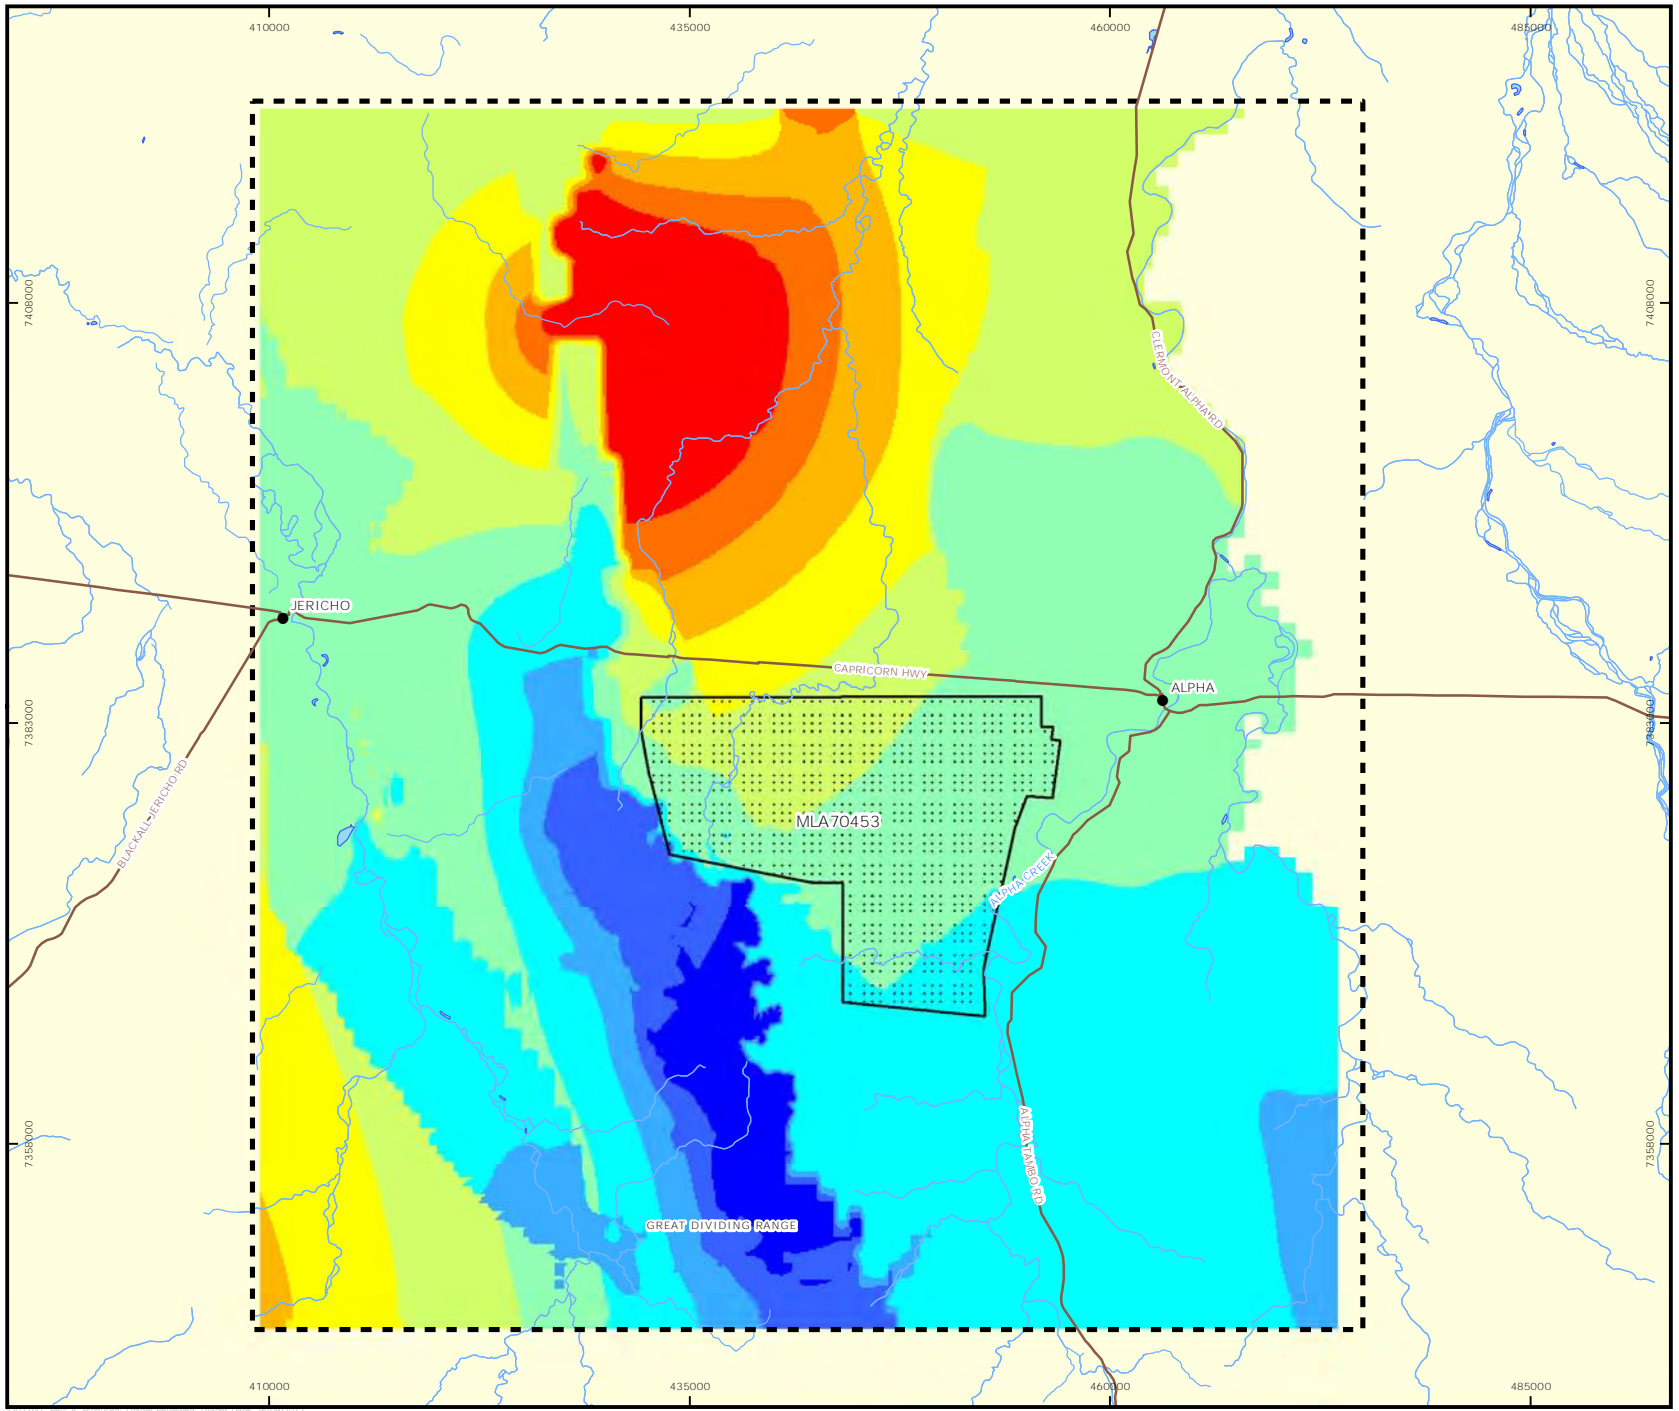 410000
435000
460000
485000
7408000
7408000
CLERMONT-ALPHA RD
JERICHO
CAPRICORN HWY
ALPHA
7383000
7383000
BLACKALL-JERICHO RD
MLA70453
ALPHA CREEK
7358000
7358000
ALPHA TAMBO RD
GREAT DIVIDING RANGE
410000
435000
460000
485000